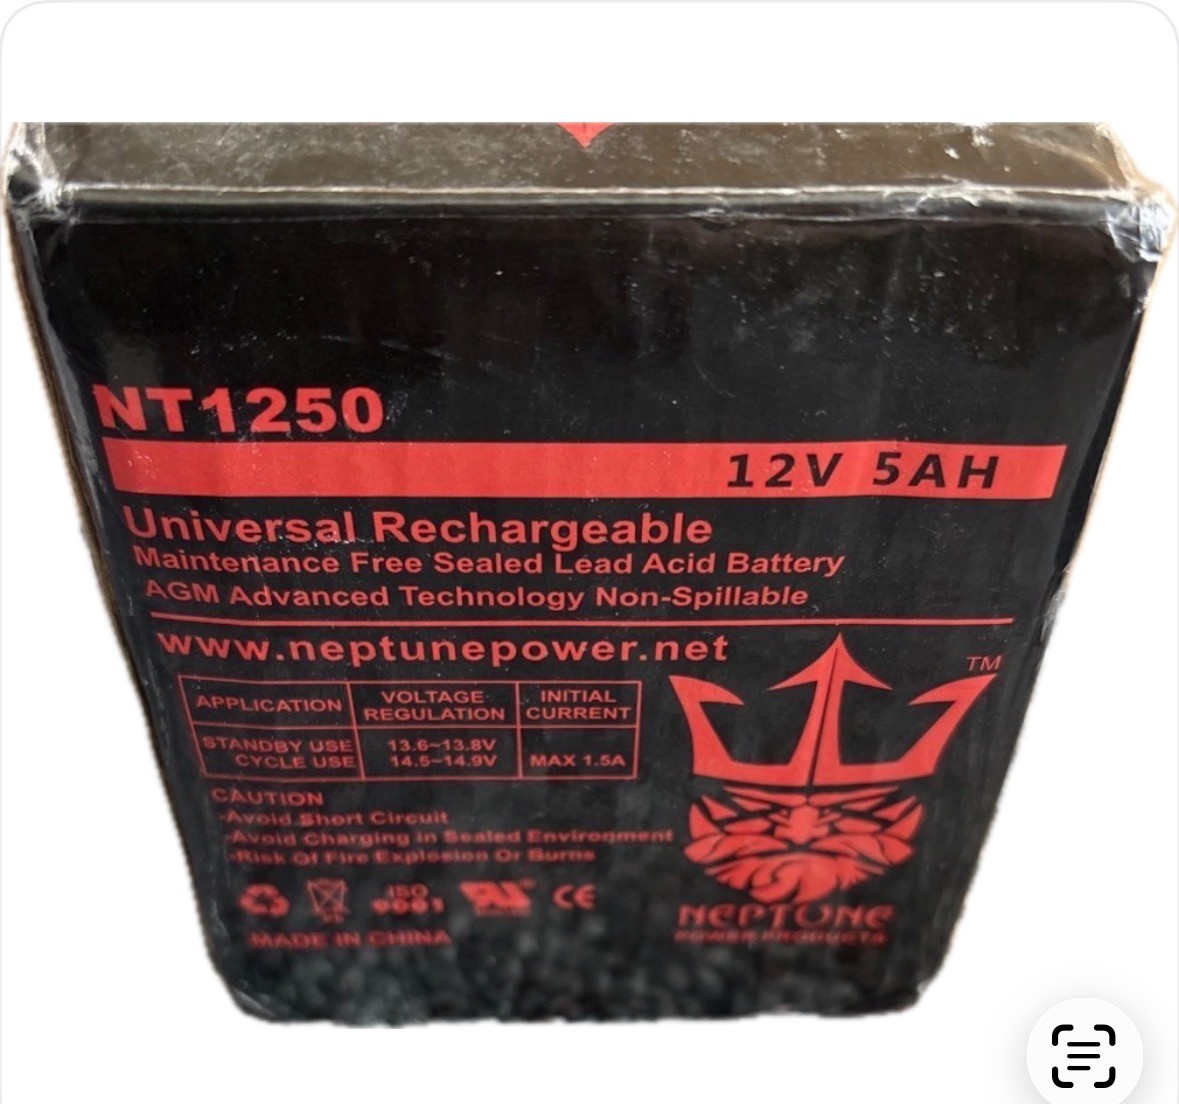 NT1250
12V 5AH
Universal Rechargeable
Maintenance Free Sealed Lead Acid Battery
AGM Advanced Technology Non-Spillable
www.neptunepower.net
TM
APPLICATION VOLTAGE REGULATION INITIAL CURRENT
STANDBY USE 13.6~13.8V
CYCLE USE 14.5~14.9V MAX 1.5A
CAUTION
-Avoid Short Circuit
-Avoid Charging in Sealed Environment
-Risk Of Fire Explosion Or Burns
Pb
ISO
9001
CE
NEPTUNE
POWER PRODUCTS
MADE IN CHINA